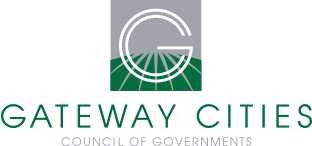 G
GATEWAY CITIES
COUNCIL OF GOVERNMENTS